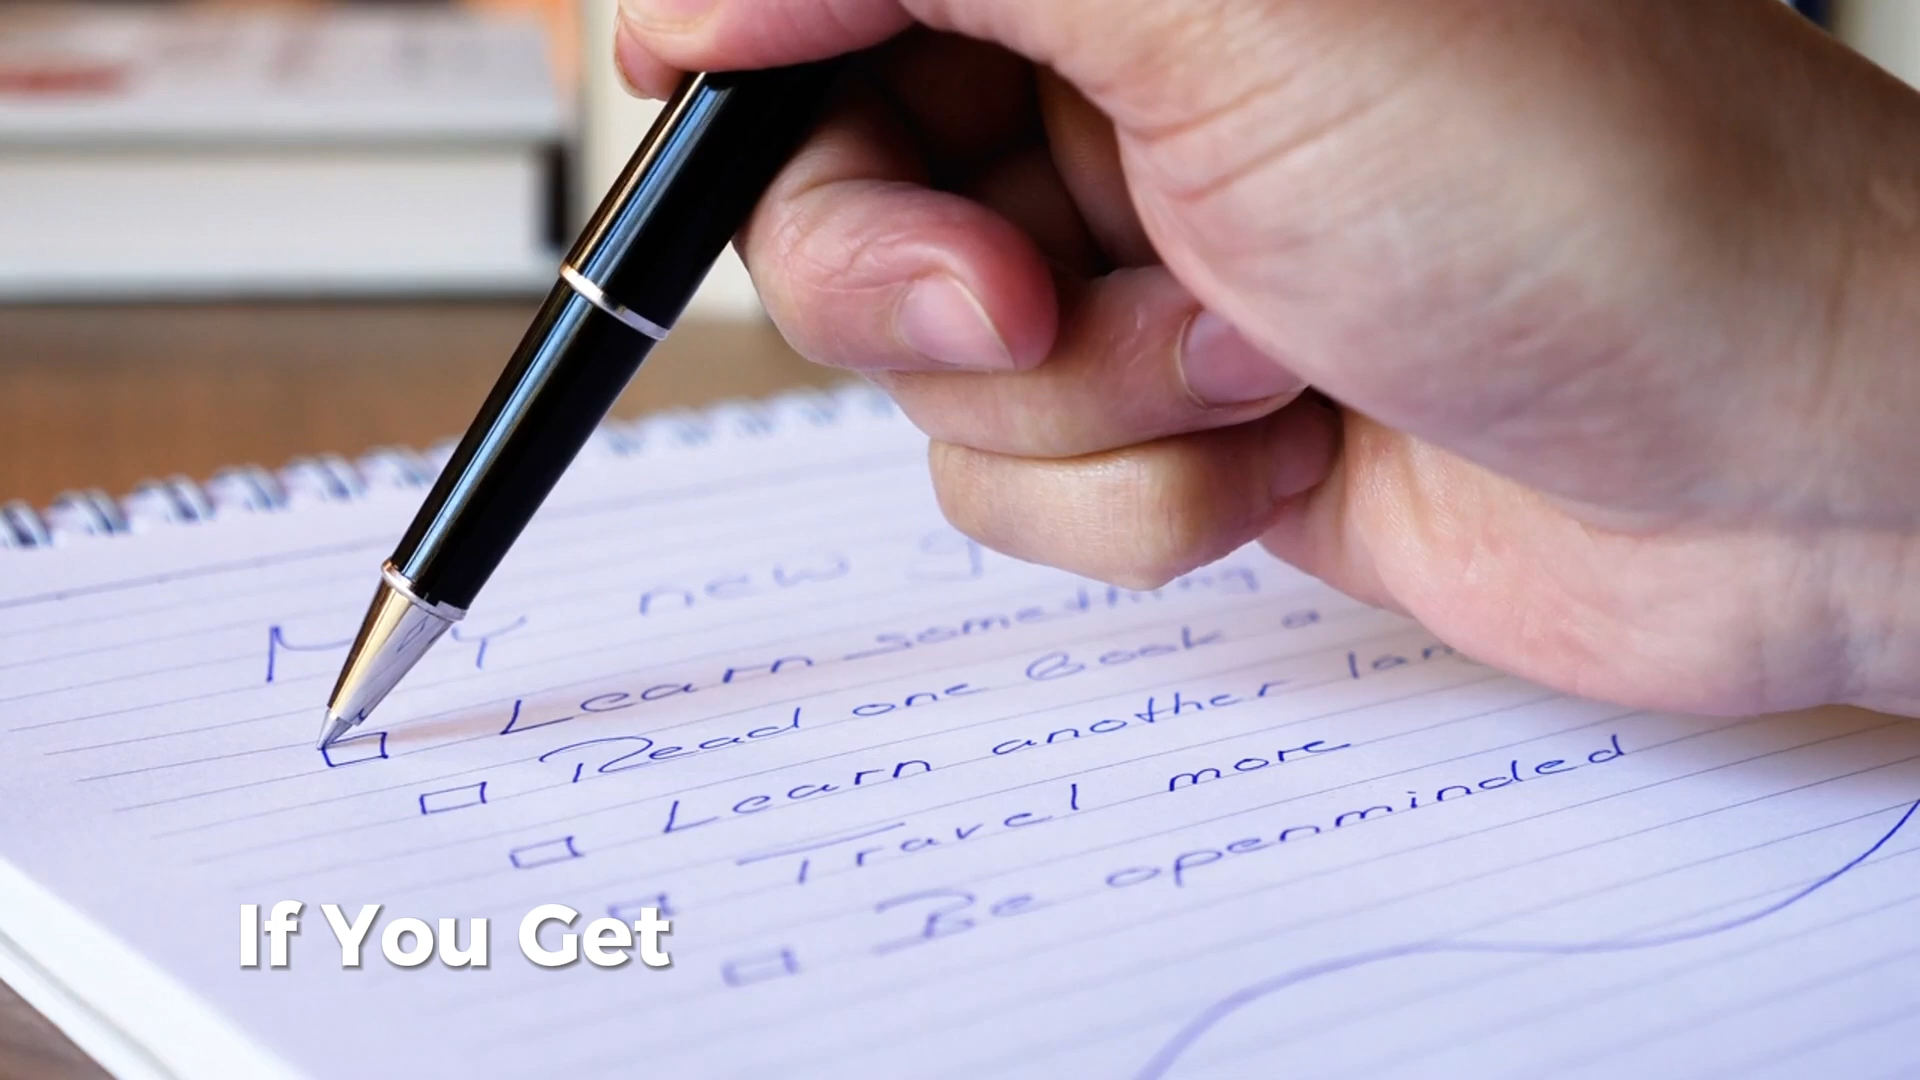 My new g
Learn something
Read one Book a
Learn another lan
Travel more
Be openminded
If You Get